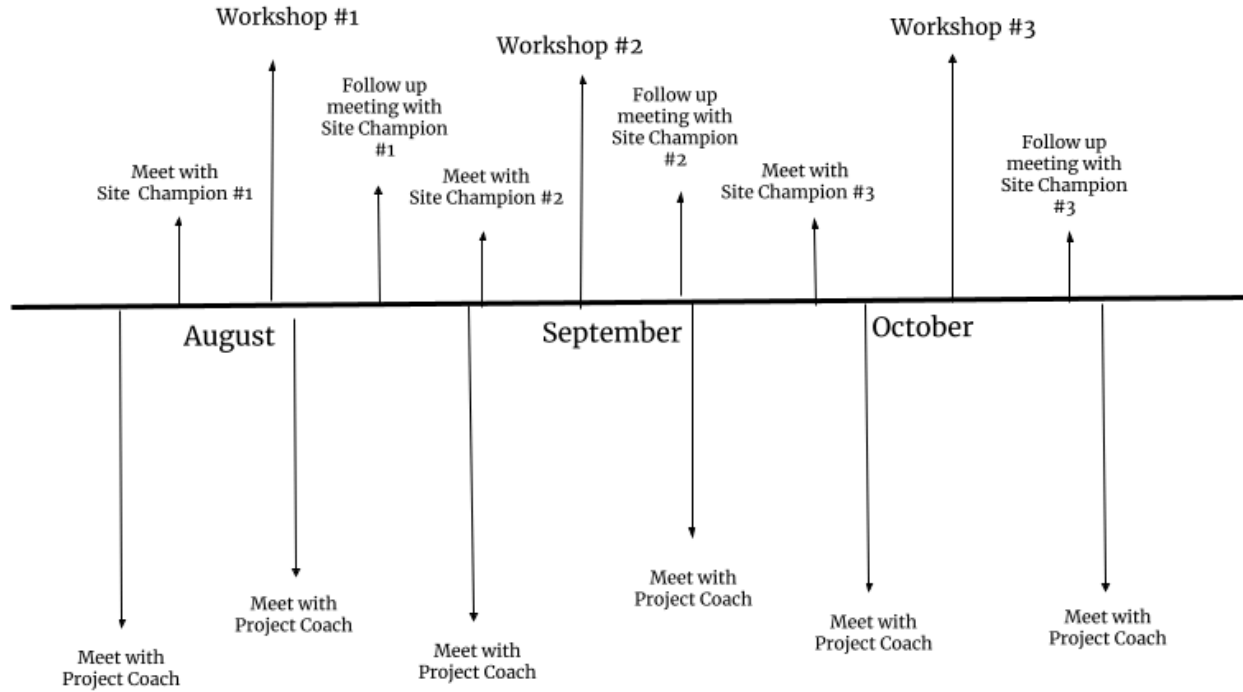 Workshop #1
Workshop #2
Workshop #3
Follow up
meeting with
Site Champion
#1
Follow up
meeting with
Site Champion
#2
Follow up
meeting with
Site Champion
#3
Meet with
Site Champion #1
Meet with
Site Champion #2
Meet with
Site Champion #3
August
September
October
Meet with
Project Coach
Meet with
Project Coach
Meet with
Project Coach
Meet with
Project Coach
Meet with
Project Coach
Meet with
Project Coach